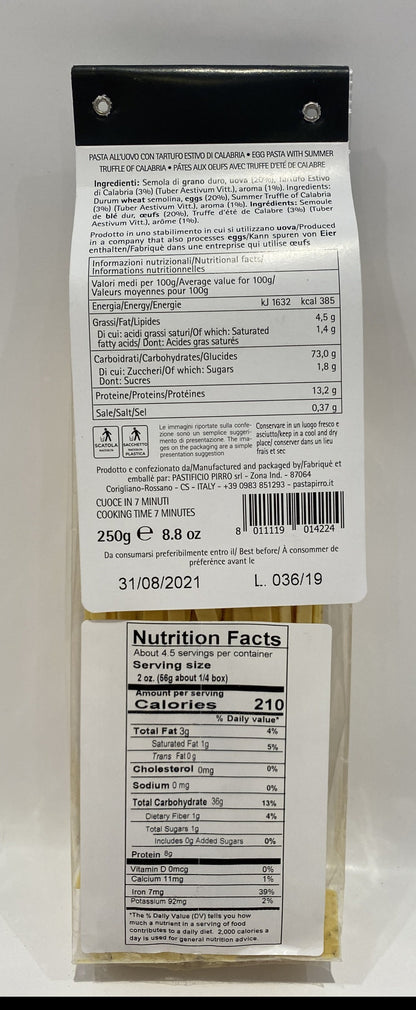 PASTA ALL'UOVO CON TARTUFO ESTIVO DI CALABRIA • EGG PASTA WITH SUMMER
TRUFFLE OF CALABRIA • PÂTES AUX OEUFS AVEC TRUFFE D'ÉTÉ DE CALABRE
Ingredienti: Semola di grano duro, uova (20%), Tartufo Estivo
di Calabria (3%) (Tuber Aestivum Vitt.), aroma (1%). Ingredients:
Durum wheat semolina, eggs (20%), Summer Truffle of Calabria
(3%) (Tuber Aestivum Vitt.), aroma (1%). Ingrédients: Semoule
de blé dur, œufs (20%), Truffe d'été de Calabre (3%) (Tuber
Aestivum Vitt.), arôme (1%).
Prodotto in uno stabilimento in cui si utilizzano uova/Produced
in a company that also processes eggs/Kann spuren von Eier
enthalten/Fabriqué dans une entreprise qui utilise œufs
Informazioni nutrizionali/Nutritional facts/
Informations nutritionnelles
Valori medi per 100g/Average value for 100g/
Valeurs moyennes pour 100g
Energia/Energy/Energie kJ 1632 kcal 385
Grassi/Fat/Lipides 4,5 g
Di cui: acidi grassi saturi/Of which: Saturated 1,4 g
fatty acids/ Dont: Acides gras saturés
Carboidrati/Carbohydrates/Glucides 73,0 g
Di cui: Zuccheri/Of which: Sugars 1,8 g
Dont: Sucres
Proteine/Proteins/Protéines 13,2 g
Sale/Salt/Sel 0,37 g
SCATOLA
RACCOLTA
SACCHETTO
RACCOLTA
PLASTICA
Le immagini riportate sulla confe-
zione sono un semplice suggeri-
mento di presentazione. The ima-
ges on the packaging are a simple
presentation suggestion
Conservare in un luogo fresco e
asciutto/keep in a cool and dry
place/ conserver dans un lieu
frais et sec
Prodotto e confezionato da/Manufactured and packaged by/Fabriqué et
emballé par: PASTIFICIO PIRRO srl - Zona Ind. - 87064
Corigliano-Rossano - CS - ITALY - +39 0983 851293 - pastapirro.it
CUOCE IN 7 MINUTI
COOKING TIME 7 MINUTES
250g e 8.8 oz
8 011119 014224
Da consumarsi preferibilmente entro il/ Best before/ À consommer de
préférence avant le
31/08/2021 L. 036/19
Nutrition Facts
About 4.5 servings per container
Serving size
2 oz. (56g about 1/4 box)
Amount per serving
Calories 210
% Daily value*
Total Fat 3g 4%
Saturated Fat 1g 5%
Trans Fat 0 g
Cholesterol 0mg 0%
Sodium 0 mg 0%
Total Carbohydrate 36g 13%
Dietary Fiber 1g 4%
Total Sugars 1g
Includes 0g Added Sugars 0%
Protein 8g
Vitamin D 0mcg 0%
Calcium 11mg 1%
Iron 7mg 39%
Potassium 92mg 2%
*The % Daily Value (DV) tells you how
much a nutrient in a serving of food
contributes to a daily diet. 2,000 calories a
day is used for general nutrition advice.